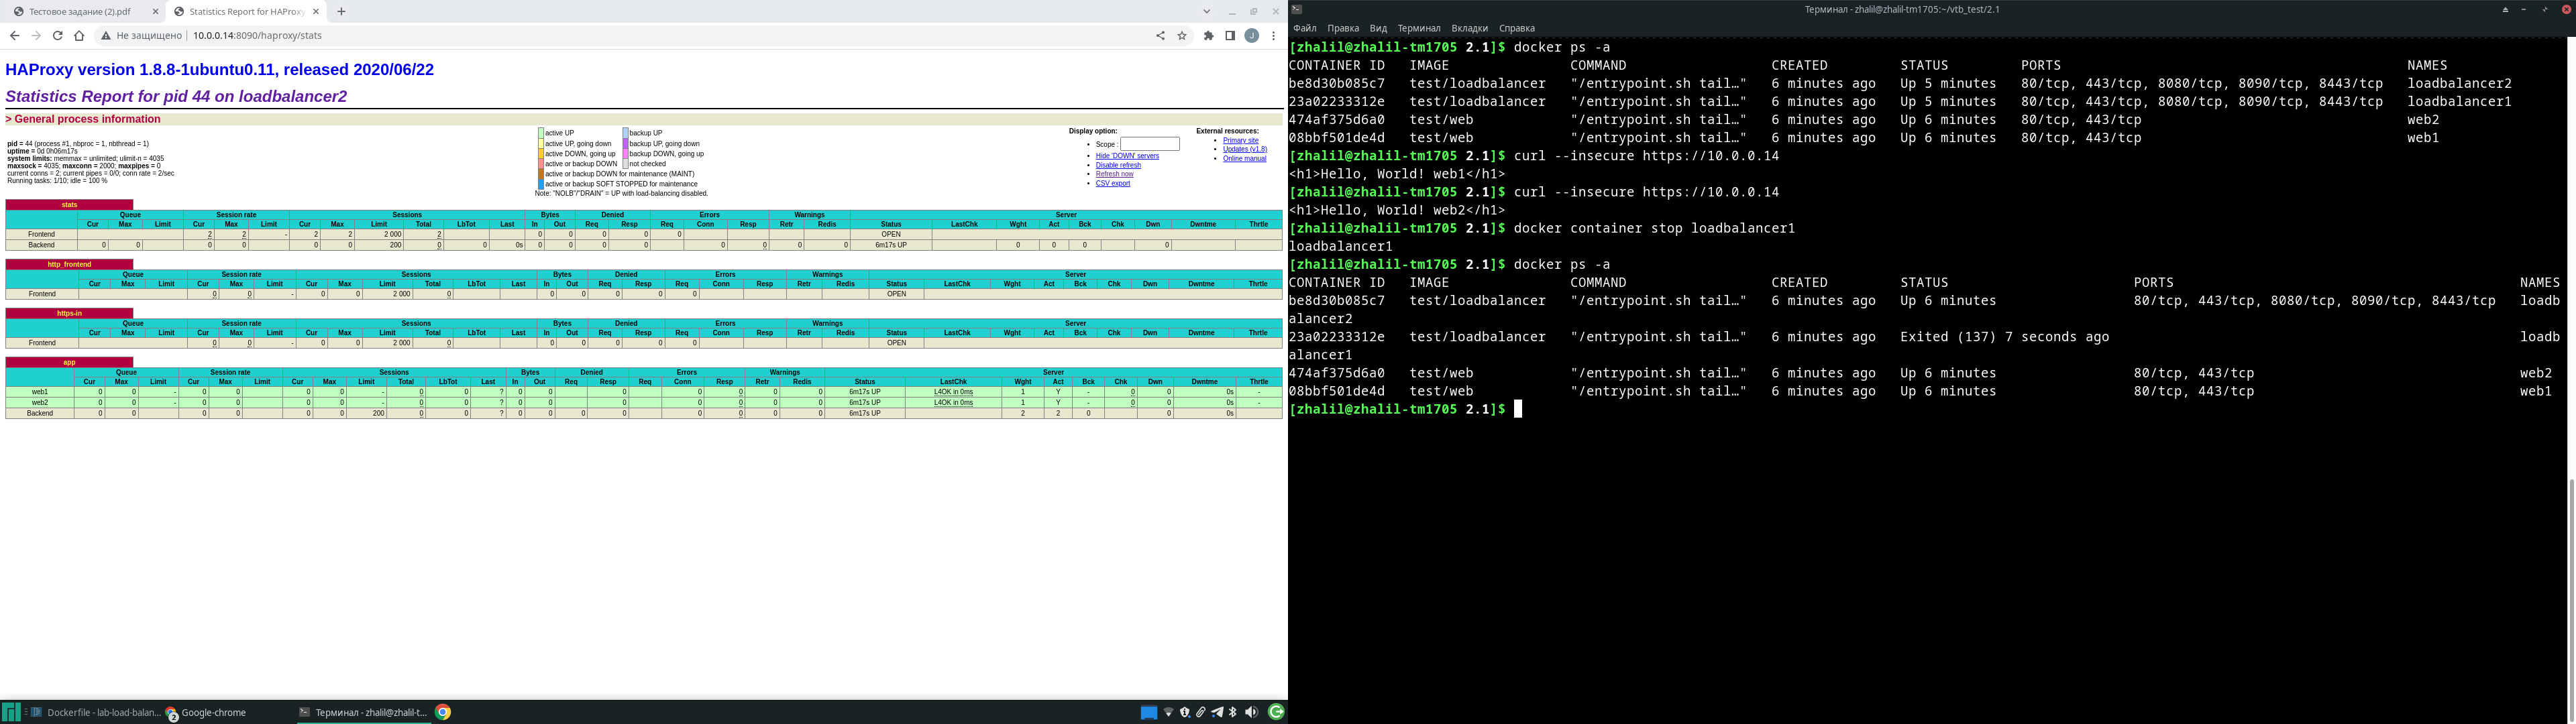 Тестовое задание (2).pdf
Statistics Report for HAProxy
Не защищено
10.0.0.14:8090/haproxy/stats
HAProxy version 1.8.8-1ubuntu0.11, released 2020/06/22
Statistics Report for pid 44 on loadbalancer2
> General process information
pid = 44 (process #1, nbproc = 1, nbthread = 1)
uptime = 0d 0h06m17s
system limits: memmax = unlimited; ulimit-n = 4035
maxsock = 4035; maxconn = 2000; maxpipes = 0
current conns = 2; current pipes = 0/0; conn rate = 2/sec
Running tasks: 1/10; idle = 100 %
active UP backup UP
active UP, going down backup UP, going down
active DOWN, going up backup DOWN, going up
active or backup DOWN not checked
active or backup DOWN for maintenance (MAINT)
active or backup SOFT STOPPED for maintenance
Note: "NOLB"/"DRAIN" = UP with load-balancing disabled.
Display option:
Scope :
Hide 'DOWN' servers
Disable refresh
Refresh now
CSV export
External resources:
Primary site
Updates (v1.8)
Online manual
stats
Queue Session rate Sessions Bytes Denied Errors Warnings Server
Cur Max Limit Cur Max Limit Cur Max Limit Total LbTot Last In Out Req Resp Req Conn Resp Retr Redis Status LastChk Wght Act Bck Chk Dwn Dwntme Thrtle
Frontend 2 2 - 2 2 2 000 2 0 0 0 0 0 OPEN
Backend 0 0 0 0 0 0 200 0 0 0s 0 0 0 0 0 0 0 0 6m17s UP 0 0 0 0
http_frontend
Queue Session rate Sessions Bytes Denied Errors Warnings Server
Cur Max Limit Cur Max Limit Cur Max Limit Total LbTot Last In Out Req Resp Req Conn Resp Retr Redis Status LastChk Wght Act Bck Chk Dwn Dwntme Thrtle
Frontend 0 0 - 0 0 2 000 0 0 0 0 0 0 OPEN
https-in
Queue Session rate Sessions Bytes Denied Errors Warnings Server
Cur Max Limit Cur Max Limit Cur Max Limit Total LbTot Last In Out Req Resp Req Conn Resp Retr Redis Status LastChk Wght Act Bck Chk Dwn Dwntme Thrtle
Frontend 0 0 - 0 0 2 000 0 0 0 0 0 0 OPEN
app
Queue Session rate Sessions Bytes Denied Errors Warnings Server
Cur Max Limit Cur Max Limit Cur Max Limit Total LbTot Last In Out Req Resp Req Conn Resp Retr Redis Status LastChk Wght Act Bck Chk Dwn Dwntme Thrtle
web1 0 0 - 0 0 0 0 - 0 0 ? 0 0 0 0 0 0 0 6m17s UP L4OK in 0ms 1 Y - 0 0 0s -
web2 0 0 - 0 0 0 0 - 0 0 ? 0 0 0 0 0 0 0 6m17s UP L4OK in 0ms 1 Y - 0 0 0s -
Backend 0 0 0 0 0 0 200 0 0 ? 0 0 0 0 0 0 0 0 6m17s UP 2 2 0 0 0s
Dockerfile - lab-load-balan...
2
Google-chrome
Терминал - zhalil@zhalil-t...
Терминал - zhalil@zhalil-tm1705:~/vtb_test/2.1
Файл Правка Вид Терминал Вкладки Справка
[zhalil@zhalil-tm1705 2.1]$ docker ps -a
CONTAINER ID IMAGE COMMAND CREATED STATUS PORTS NAMES
be8d30b085c7 test/loadbalancer "/entrypoint.sh tail…" 6 minutes ago Up 5 minutes 80/tcp, 443/tcp, 8080/tcp, 8090/tcp, 8443/tcp loadbalancer2
23a02233312e test/loadbalancer "/entrypoint.sh tail…" 6 minutes ago Up 5 minutes 80/tcp, 443/tcp, 8080/tcp, 8090/tcp, 8443/tcp loadbalancer1
474af375d6a0 test/web "/entrypoint.sh tail…" 6 minutes ago Up 6 minutes 80/tcp, 443/tcp web2
08bbf501de4d test/web "/entrypoint.sh tail…" 6 minutes ago Up 6 minutes 80/tcp, 443/tcp web1
[zhalil@zhalil-tm1705 2.1]$ curl --insecure https://10.0.0.14
<h1>Hello, World! web1</h1>
[zhalil@zhalil-tm1705 2.1]$ curl --insecure https://10.0.0.14
<h1>Hello, World! web2</h1>
[zhalil@zhalil-tm1705 2.1]$ docker container stop loadbalancer1
loadbalancer1
[zhalil@zhalil-tm1705 2.1]$ docker ps -a
CONTAINER ID IMAGE COMMAND CREATED STATUS PORTS NAMES
be8d30b085c7 test/loadbalancer "/entrypoint.sh tail…" 6 minutes ago Up 6 minutes 80/tcp, 443/tcp, 8080/tcp, 8090/tcp, 8443/tcp loadb
alancer2
23a02233312e test/loadbalancer "/entrypoint.sh tail…" 6 minutes ago Exited (137) 7 seconds ago loadb
alancer1
474af375d6a0 test/web "/entrypoint.sh tail…" 6 minutes ago Up 6 minutes 80/tcp, 443/tcp web2
08bbf501de4d test/web "/entrypoint.sh tail…" 6 minutes ago Up 6 minutes 80/tcp, 443/tcp web1
[zhalil@zhalil-tm1705 2.1]$